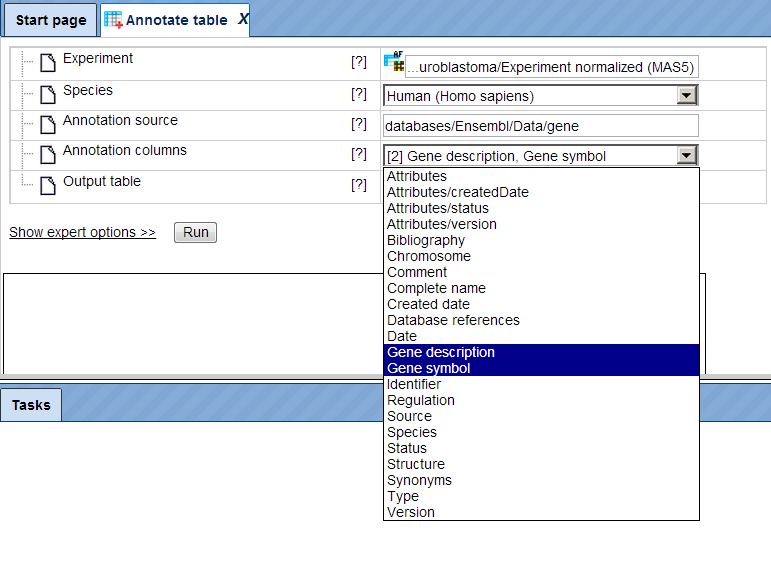 Start page
Annotate table X
Experiment [?] AF ...uroblastoma/Experiment normalized (MAS5)
Species [?] Human (Homo sapiens)
Annotation source [?] databases/Ensembl/Data/gene
Annotation columns [?] [2] Gene description, Gene symbol
Output table [?]
Attributes
Attributes/createdDate
Attributes/status
Attributes/version
Bibliography
Chromosome
Comment
Complete name
Created date
Database references
Date
Gene description
Gene symbol
Identifier
Regulation
Source
Species
Status
Structure
Synonyms
Type
Version
Show expert options >> Run
Tasks